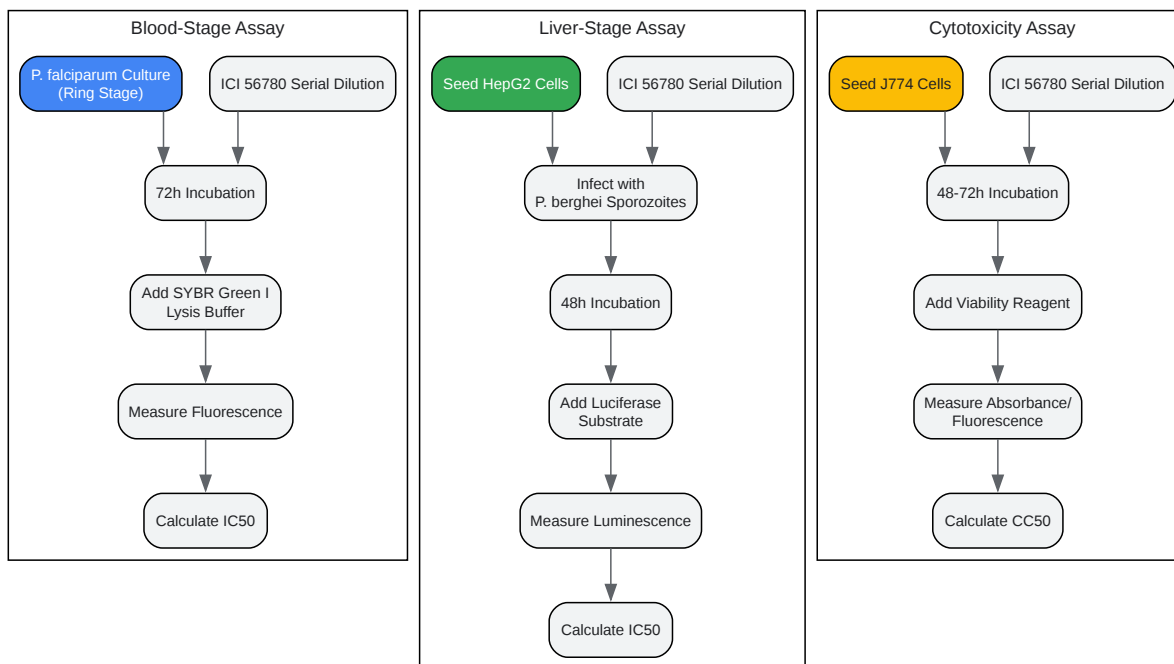 Blood-Stage Assay
P. falciparum Culture
(Ring Stage)
ICI 56780 Serial Dilution
72h Incubation
Add SYBR Green I
Lysis Buffer
Measure Fluorescence
Calculate IC50
Liver-Stage Assay
Seed HepG2 Cells
ICI 56780 Serial Dilution
Infect with
P. berghei Sporozoites
48h Incubation
Add Luciferase
Substrate
Measure Luminescence
Calculate IC50
Cytotoxicity Assay
Seed J774 Cells
ICI 56780 Serial Dilution
48-72h Incubation
Add Viability Reagent
Measure Absorbance/
Fluorescence
Calculate CC50